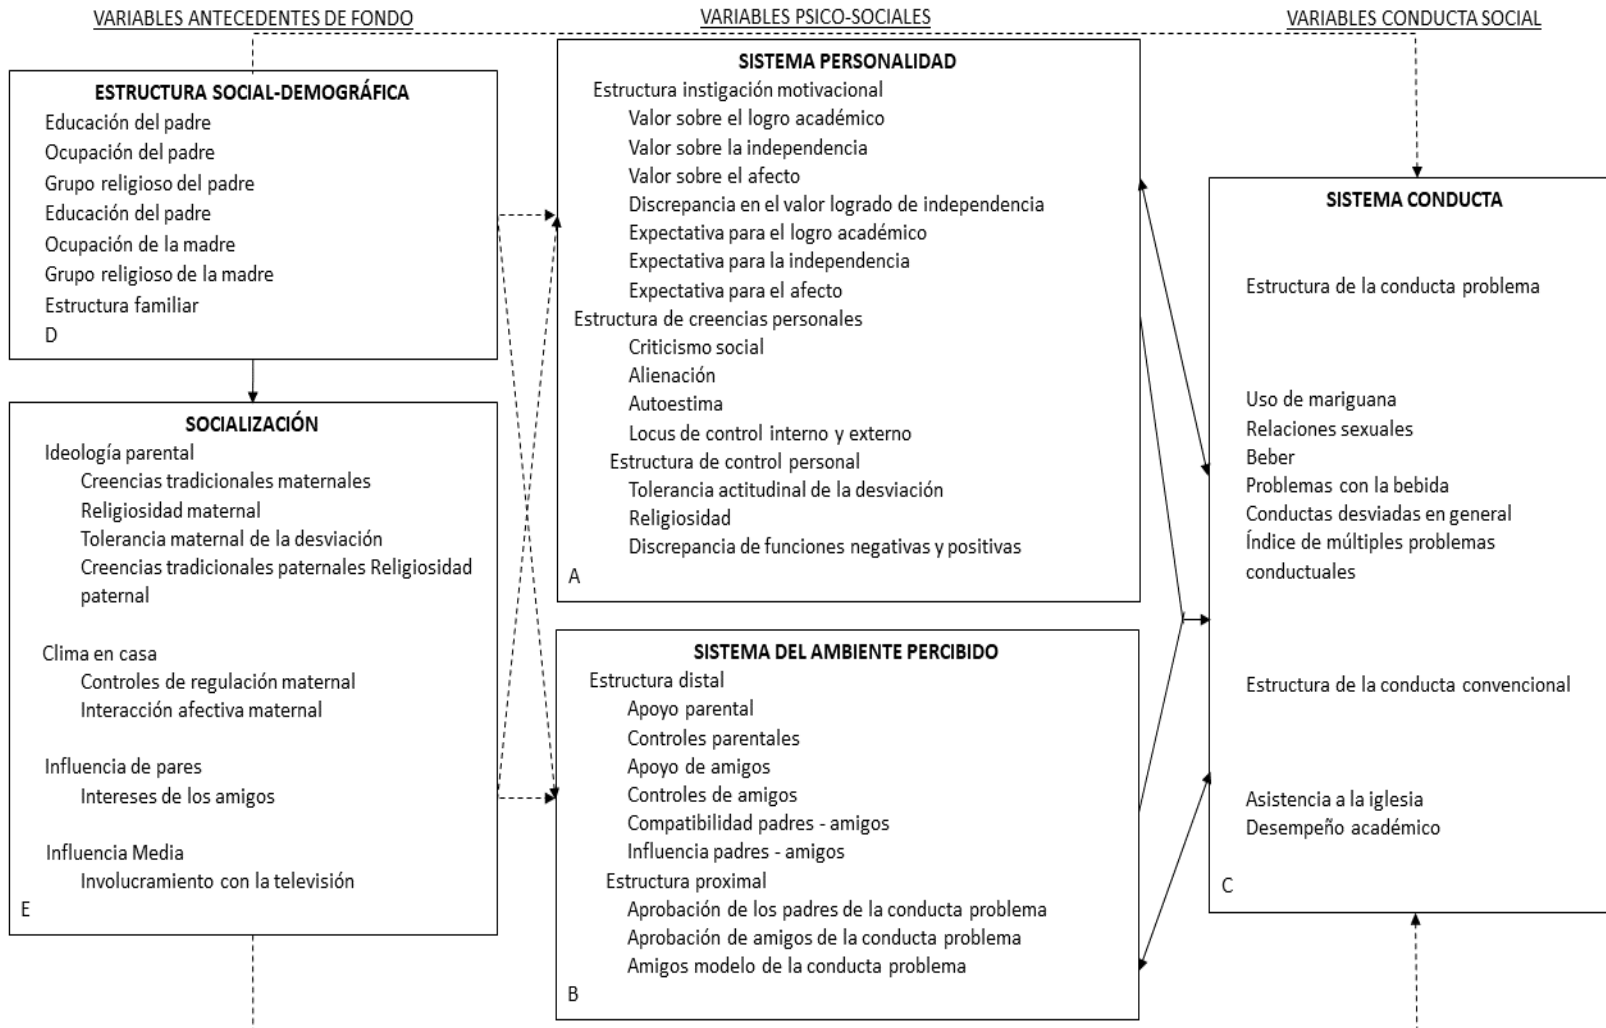 VARIABLES ANTECEDENTES DE FONDO
VARIABLES PSICO-SOCIALES
VARIABLES CONDUCTA SOCIAL
ESTRUCTURA SOCIAL-DEMOGRÁFICA
Educación del padre
Ocupación del padre
Grupo religioso del padre
Educación del padre
Ocupación de la madre
Grupo religioso de la madre
Estructura familiar
D
SOCIALIZACIÓN
Ideología parental
Creencias tradicionales maternales
Religiosidad maternal
Tolerancia maternal de la desviación
Creencias tradicionales paternales Religiosidad
paternal
Clima en casa
Controles de regulación maternal
Interacción afectiva maternal
Influencia de pares
Intereses de los amigos
Influencia Media
Involucramiento con la televisión
E
SISTEMA PERSONALIDAD
Estructura instigación motivacional
Valor sobre el logro académico
Valor sobre la independencia
Valor sobre el afecto
Discrepancia en el valor logrado de independencia
Expectativa para el logro académico
Expectativa para la independencia
Expectativa para el afecto
Estructura de creencias personales
Criticismo social
Alienación
Autoestima
Locus de control interno y externo
Estructura de control personal
Tolerancia actitudinal de la desviación
Religiosidad
Discrepancia de funciones negativas y positivas
A
SISTEMA DEL AMBIENTE PERCIBIDO
Estructura distal
Apoyo parental
Controles parentales
Apoyo de amigos
Controles de amigos
Compatibilidad padres - amigos
Influencia padres - amigos
Estructura proximal
Aprobación de los padres de la conducta problema
Aprobación de amigos de la conducta problema
Amigos modelo de la conducta problema
B
SISTEMA CONDUCTA
Estructura de la conducta problema
Uso de mariguana
Relaciones sexuales
Beber
Problemas con la bebida
Conductas desviadas en general
Índice de múltiples problemas
conductuales
Estructura de la conducta convencional
Asistencia a la iglesia
Desempeño académico
C